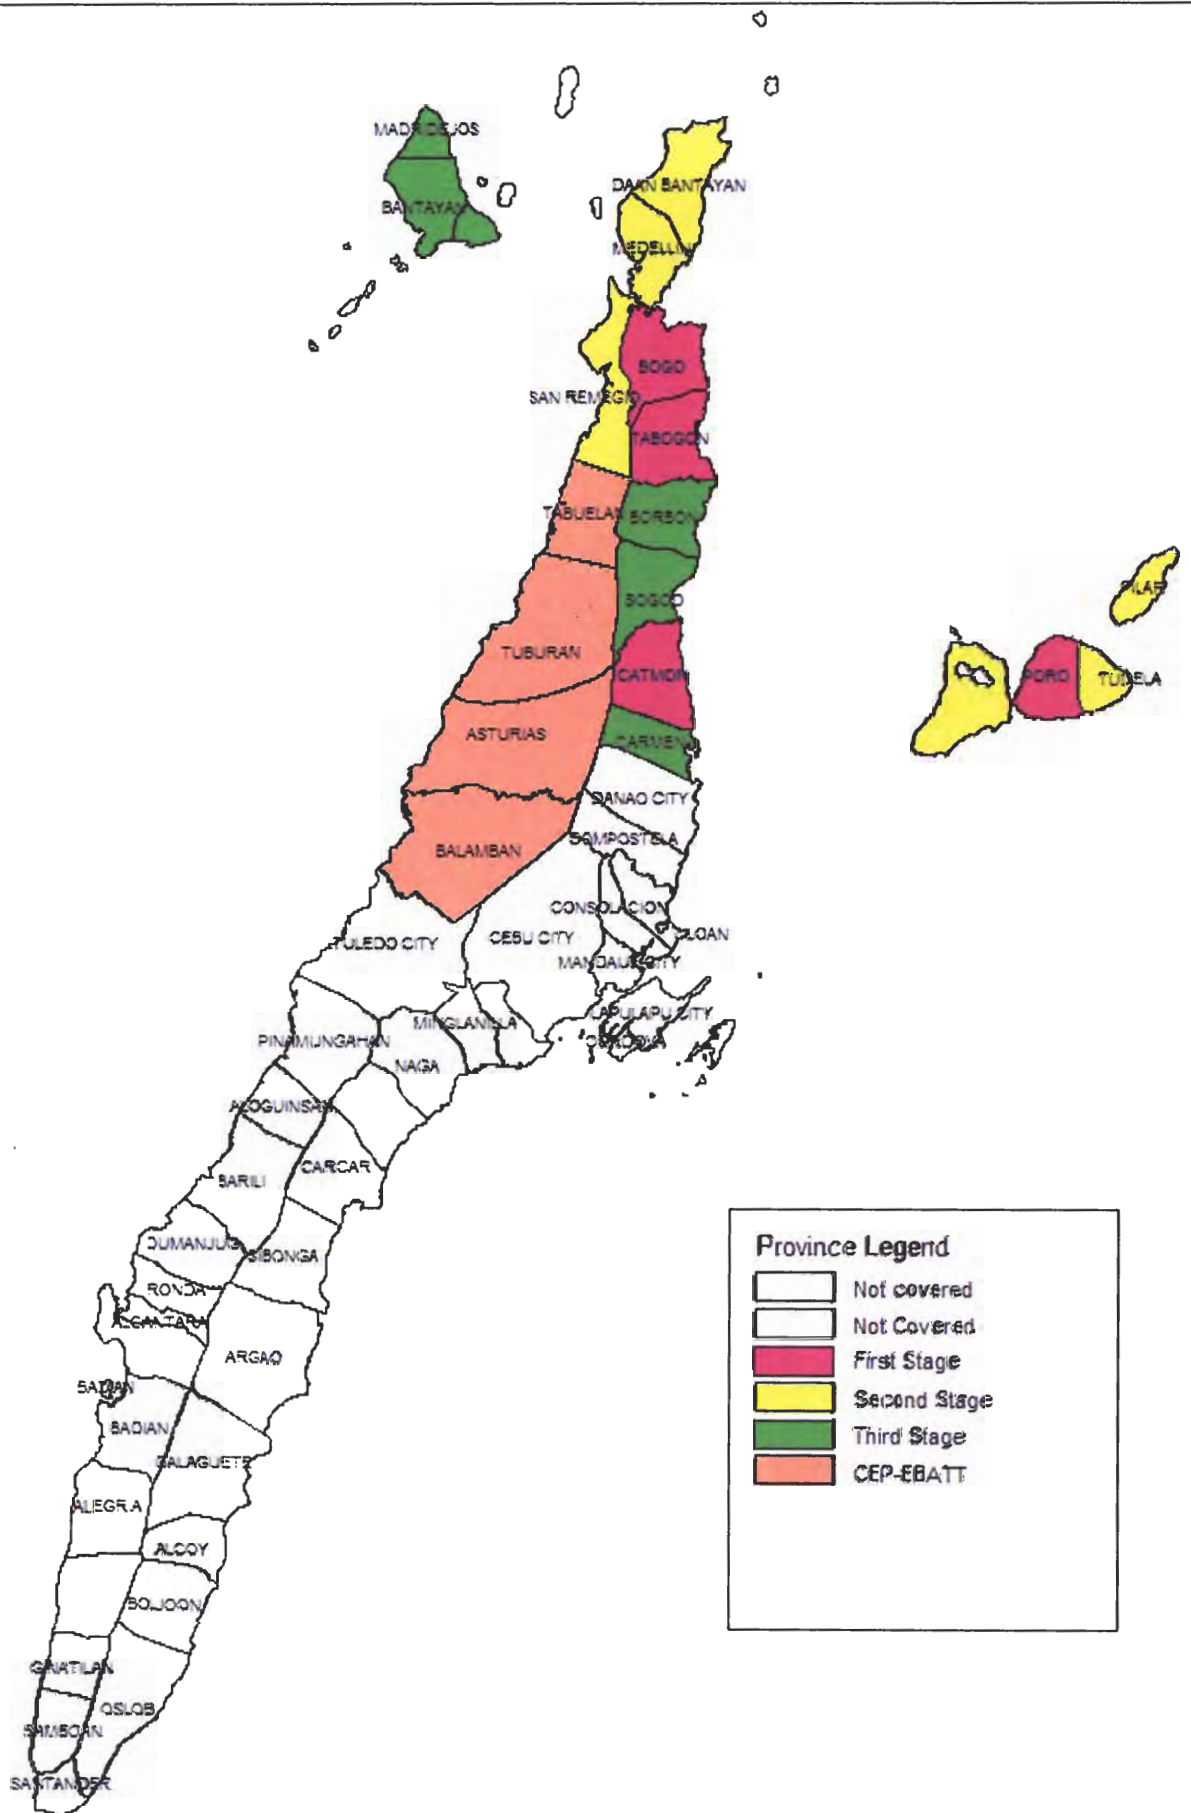 MADRIDEJOS
DAAN BANTAYAN
BANTAYAN
MEDELLIN
BOGO
SAN REMEGIO
TABOGON
TABUELAN
BORBON
PILAR
SOGOD
TUBURAN
CATMON
PORO
TUDELA
ASTURIAS
CARMEN
DANAO CITY
COMPOSTELA
BALAMBAN
CONSOLACION
LILOAN
TOLEDO CITY
CEBU CITY
MANDAUE CITY
LAPULAPU CITY
MINGLANILLA
PINAMUNGAHAN
CORDOVA
NAGA
ALOGUINSAN
CARCAR
BARILI
DUMANJUG
SIBONGA
RONDA
ALCANTARA
ARGAO
BADIAN
BADIAN
DALAGUETE
ALEGRIA
ALCOY
BOLJOON
GINATILAN
OSLOB
SAMBOAN
SANTANDER
Province Legend
Not covered
Not Covered
First Stage
Second Stage
Third Stage
CEP-EBATT